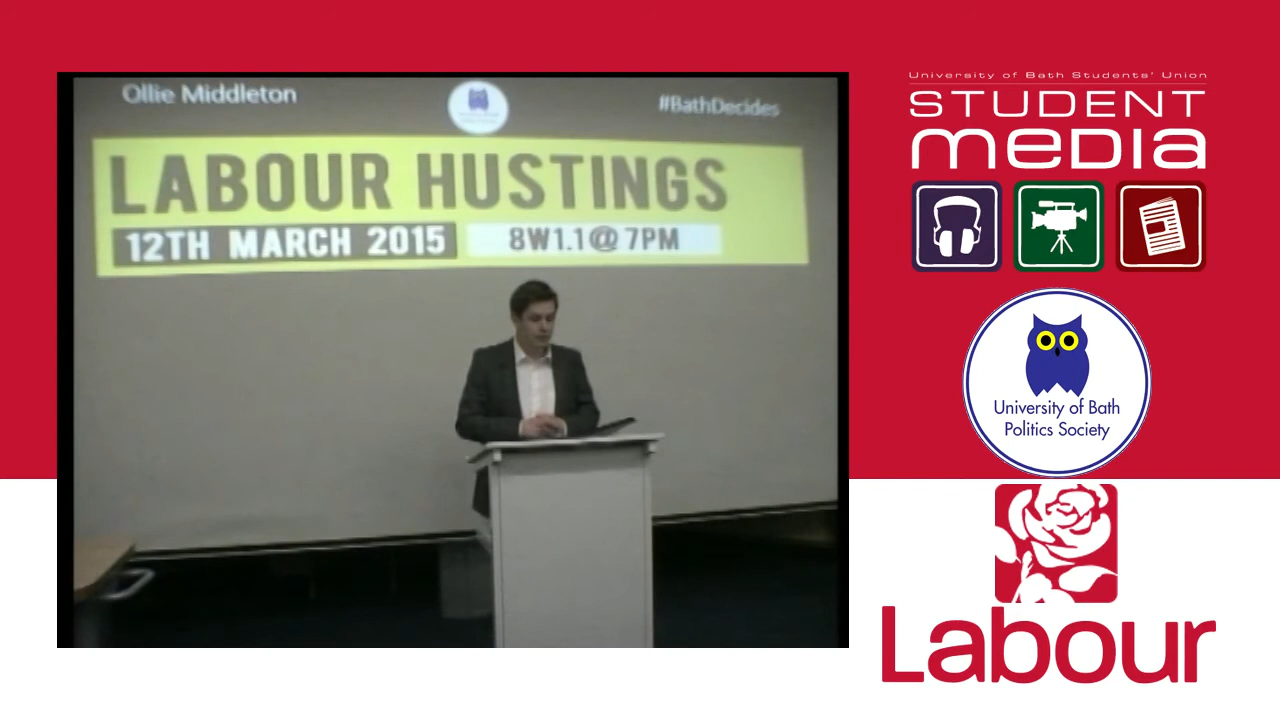 Ollie Middleton
#BathDecides
LABOUR HUSTINGS
12TH MARCH 2015
8W1.1@ 7PM
University of Bath Students' Union
STUDENT
MEDIA
University of Bath
Politics Society
Labour